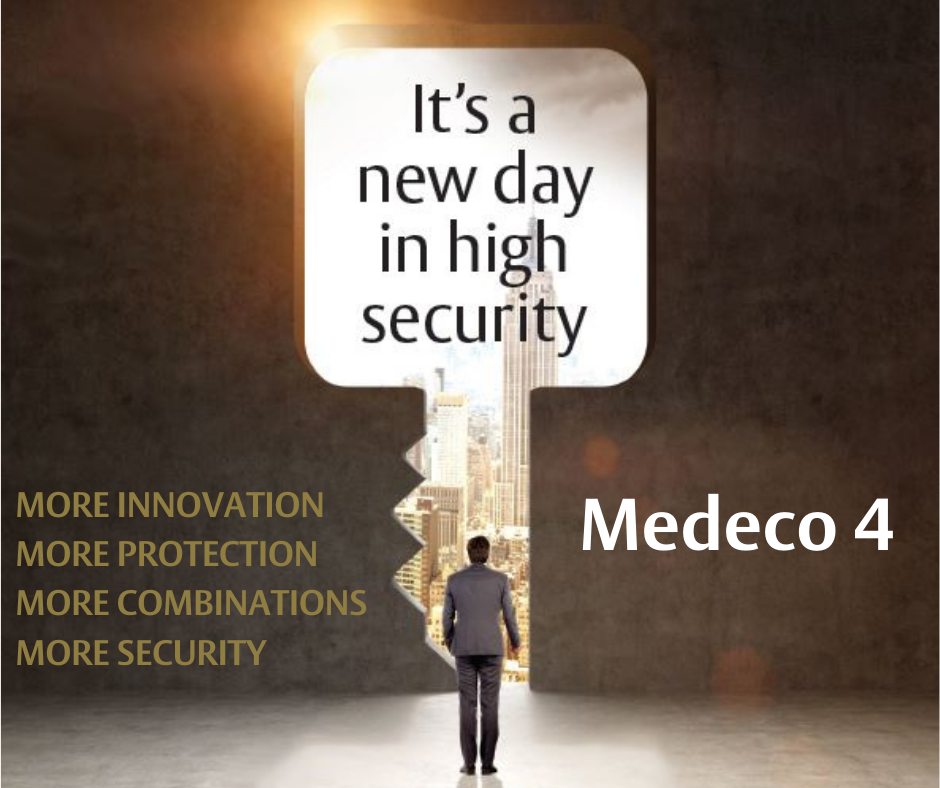 It's a
new day
in high
security
MORE INNOVATION
MORE PROTECTION
MORE COMBINATIONS
MORE SECURITY
Medeco 4